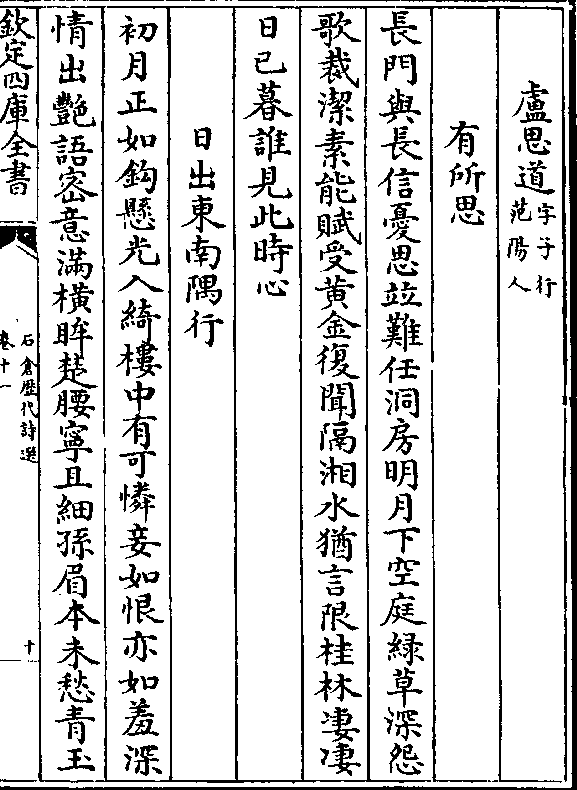 盧思道字子行范陽人
有所思
長門與長信憂思竝難任洞房明月下空庭綠草深怨
歌裁潔素能賦受黃金復聞隔湘水猶言限桂林凄凄
日已暮誰見此時心
日出東南隅行
初月正如鈎懸光入綺樓中有可憐妾如恨亦如羞深
情出艷語密意滿橫眸楚腰寧且細孫眉本未愁青玉
欽定四庫全書
石倉歷代詩選
卷十一
十